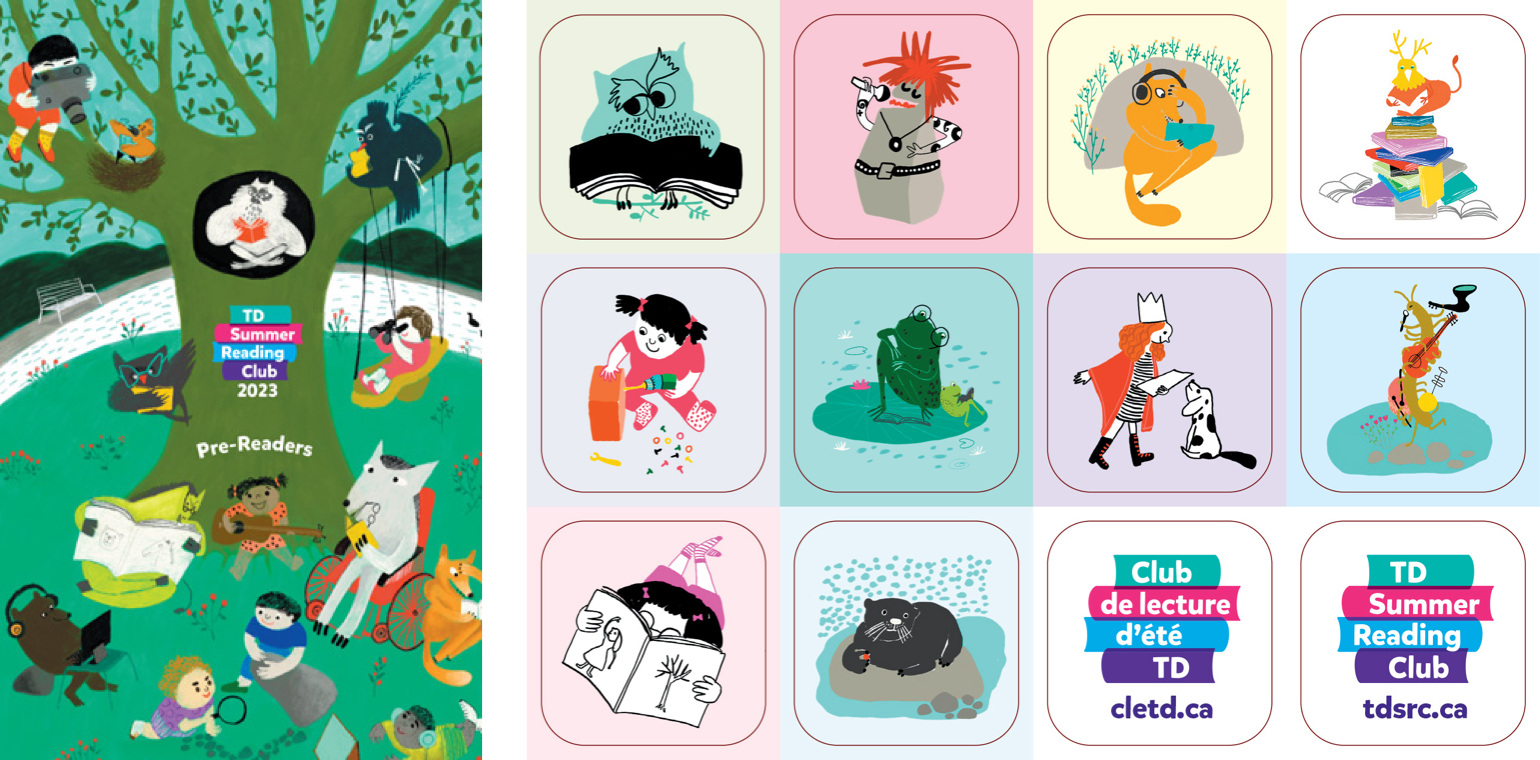 TD
Summer
Reading
Club
2023
Pre-Readers
Club
de lecture
d'été
TD
cletd.ca
TD
Summer
Reading
Club
tdsrc.ca